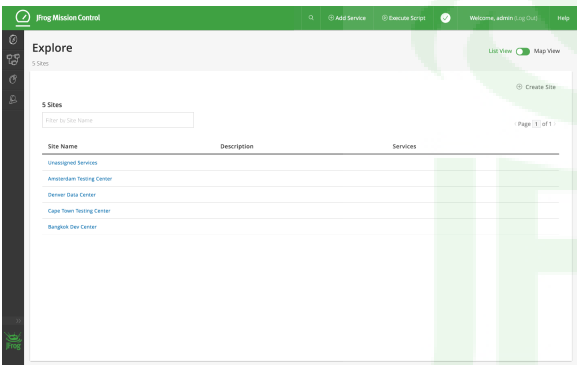 JFrog Mission Control
Add Service
Execute Script
Welcome, admin (Log Out)
Help
Explore
5 Sites
List View
Map View
Create Site
5 Sites
Filter by Site Name
Page 1 of 1
Site Name Description Services
Unassigned Services
Amsterdam Testing Center
Denver Data Center
Cape Town Testing Center
Bangkok Dev Center
JFrog